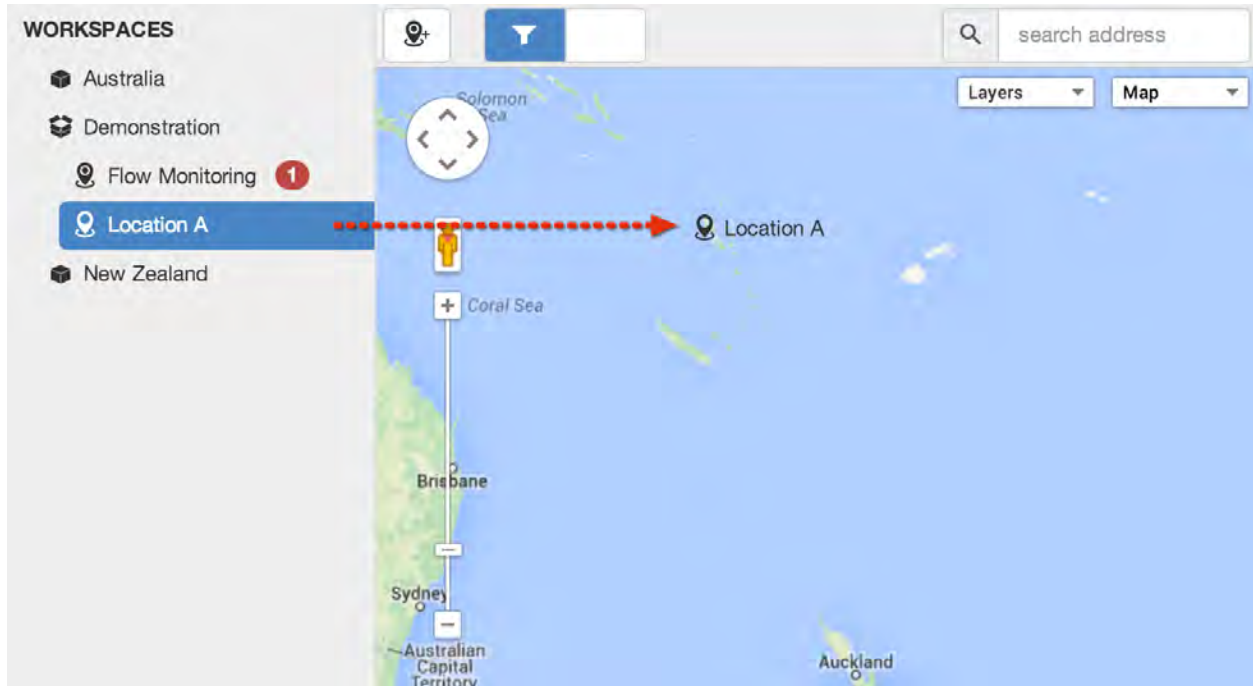 WORKSPACES
Australia
Demonstration
Flow Monitoring 1
Location A
New Zealand
search address
Layers
Map
Solomon
Sea
Location A
Coral Sea
Brisbane
Sydney
Australian
Capital
Territory
Auckland